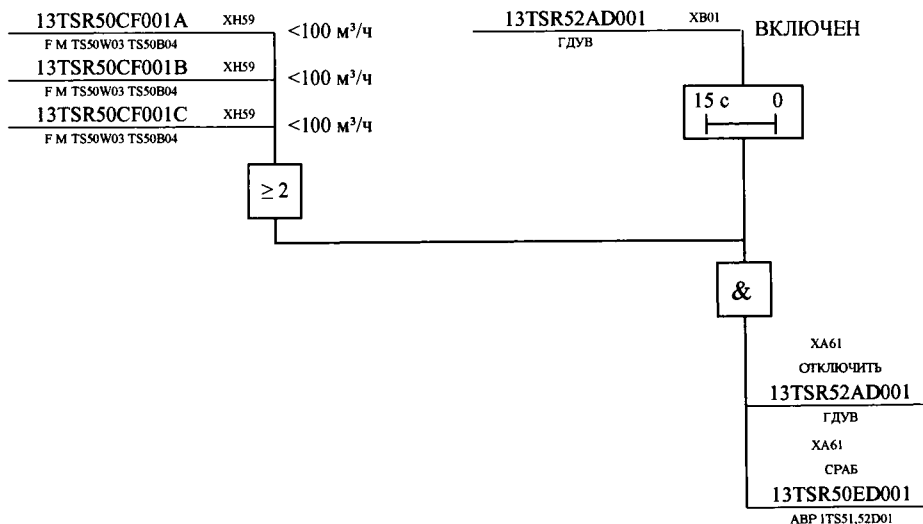 13TSR50CF001A XH59 <100 м³/ч
F M TS50W03 TS50B04
13TSR50CF001B XH59 <100 м³/ч
F M TS50W03 TS50B04
13TSR50CF001C XH59 <100 м³/ч
F M TS50W03 TS50B04
≥ 2
13TSR52AD001 XB01 ВКЛЮЧЕН
ГДУВ
15 с 0
&
XA61
ОТКЛЮЧИТЬ
13TSR52AD001
ГДУВ
XA61
СРАБ
13TSR50ED001
АВР 1TS51,52D01